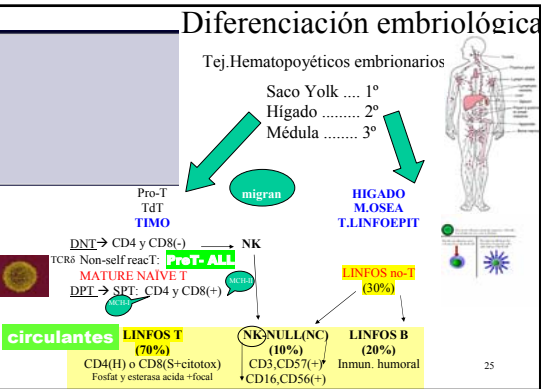 Diferenciación embriológica
Tej.Hematopoyéticos embrionarios
Saco Yolk .... 1º
Hígado ......... 2º
Médula ........ 3º
Pro-T
TdT
TIMO
migran
HIGADO
M.OSEA
T.LINFOEPIT
DNT→ CD4 y CD8(-)
NK
TCRδ Non-self reacT: PreT- ALL
MATURE NAÏVE T
MCH-II
DPT → SPT: CD4 y CD8(+)
MCH-I
LINFOS no-T
(30%)
circulantes
LINFOS T
(70%)
CD4(H) o CD8(S+citotox)
Fosfat y esterasa acida +focal
NK-NULL(NC)
(10%)
CD3,CD57(+)
CD16,CD56(+)
LINFOS B
(20%)
Inmun. humoral
25